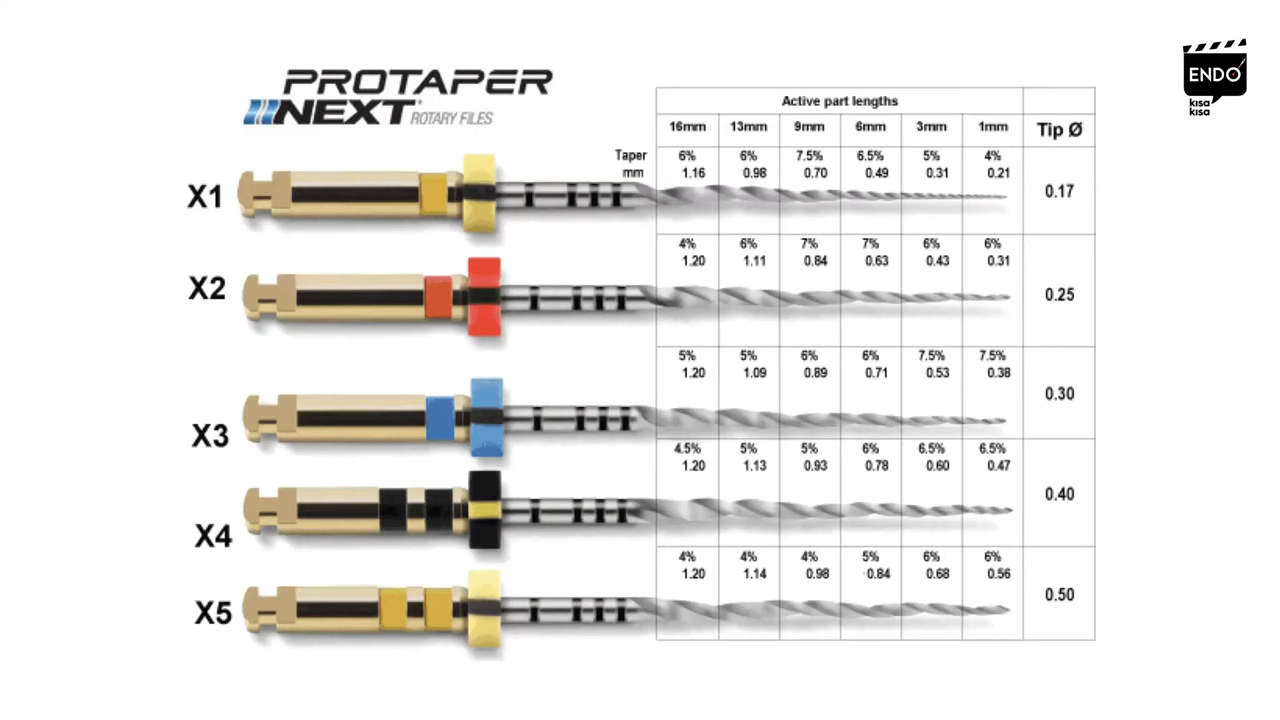 PROTAPER
NEXT® ROTARY FILES
ENDO
kısa
kısa
Active part lengths
16mm 13mm 9mm 6mm 3mm 1mm Tip Ø
Taper 6% 6% 7.5% 6.5% 5% 4%
mm 1.16 0.98 0.70 0.49 0.31 0.21
X1 0.17
4% 6% 7% 7% 6% 6%
1.20 1.11 0.84 0.63 0.43 0.31
X2 0.25
5% 5% 6% 6% 7.5% 7.5%
1.20 1.09 0.89 0.71 0.53 0.38
X3 0.30
4.5% 5% 5% 6% 6.5% 6.5%
1.20 1.13 0.93 0.78 0.60 0.47
X4 0.40
4% 4% 4% 5% 6% 6%
1.20 1.14 0.98 0.84 0.68 0.56
X5 0.50